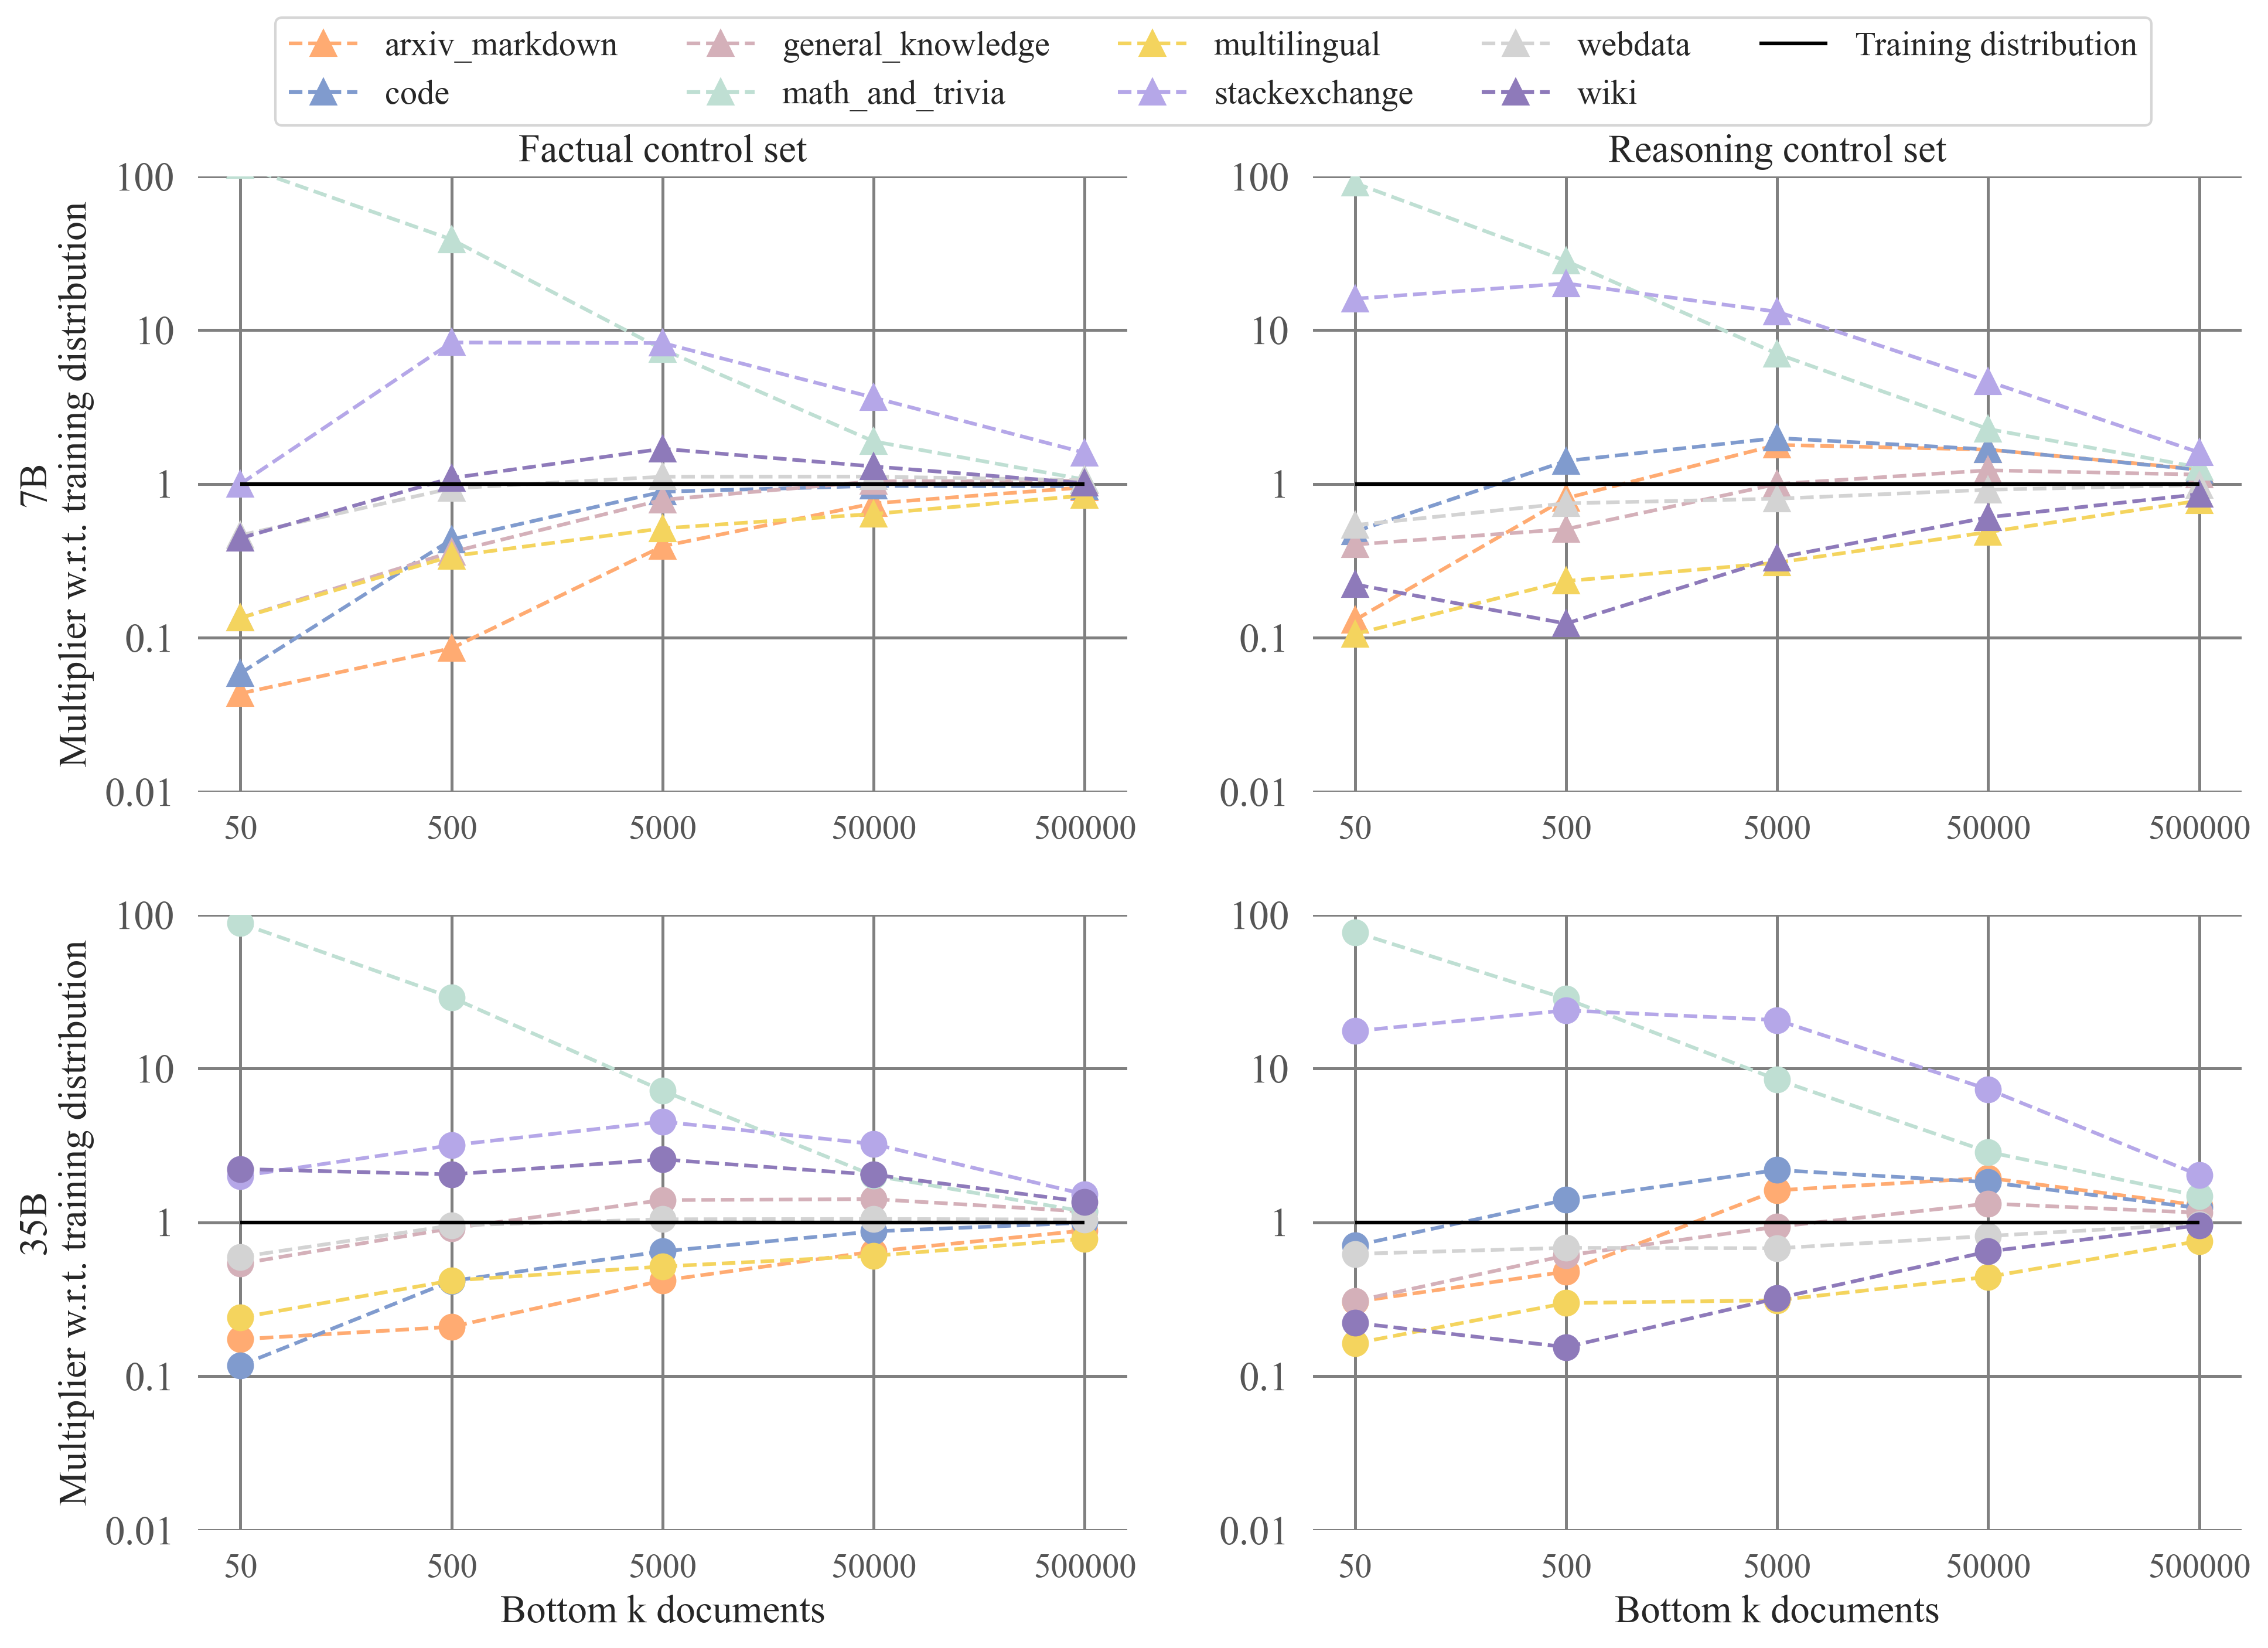 arxiv_markdown general_knowledge multilingual webdata Training distribution
code math_and_trivia stackexchange wiki
Factual control set Reasoning control set
7B
Multiplier w.r.t. training distribution
100
10
1
0.1
0.01
50 500 5000 50000 500000
100
10
1
0.1
0.01
50 500 5000 50000 500000
35B
Multiplier w.r.t. training distribution
100
10
1
0.1
0.01
50 500 5000 50000 500000
Bottom k documents
100
10
1
0.1
0.01
50 500 5000 50000 500000
Bottom k documents